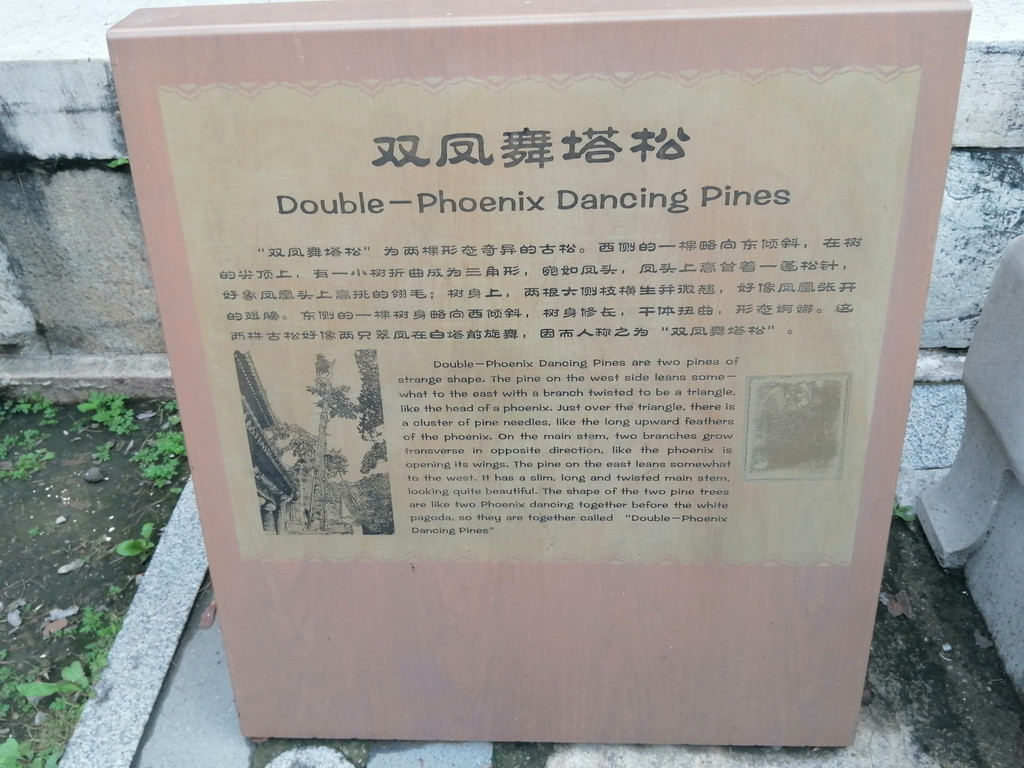 双凤舞塔松
Double—Phoenix Dancing Pines
“双凤舞塔松”为两棵形态奇异的古松。西侧的一棵略向东倾斜，在树
的尖顶上，有一小树折曲成为三角形，宛如凤头，凤头上高耸着一蓬松针，
好象凤凰头上高挑的翎毛；树身上，两根大侧枝横生并微翘，好像凤凰张开
的翅膀。东侧的一棵树身略向西倾斜，树身修长，干体扭曲，形态婀娜。这
两株古松好像两只翠凤在白塔前旋舞，因而人称之为“双凤舞塔松”。
Double—Phoenix Dancing Pines are two pines of
strange shape. The pine on the west side leans some—
what to the east with a branch twisted to be a triangle,
like the head of a phoenix. Just over the triangle, there is
a cluster of pine needles, like the long upward feathers
of the phoenix. On the main stem, two branches grow
transverse in opposite direction, like the phoenix is
opening its wings. The pine on the east leans somewhat
to the west. It has a slim, long and twisted main stem,
looking quite beautiful. The shape of the two pine trees
are like two Phoenix dancing together before the white
pagoda, so they are together called “Double—Phoenix
Dancing Pines”